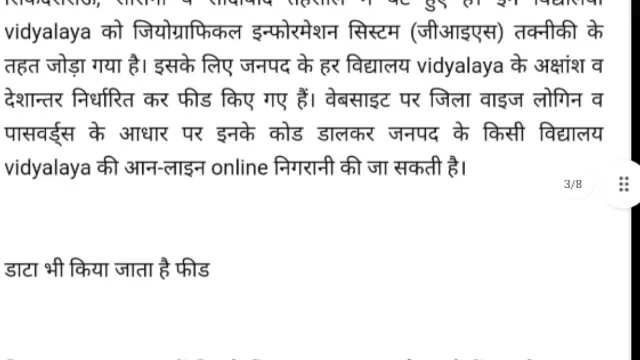 vidyalaya को जियोग्राफिकल इन्फोरमेशन सिस्टम (जीआइएस) तक्नीकी के
तहत जोड़ा गया है। इसके लिए जनपद के हर विद्यालय vidyalaya के अक्षांश व
देशान्तर निर्धारित कर फीड किए गए हैं। वेबसाइट पर जिला वाइज लोगिन व
पासवर्ड्स के आधार पर इनके कोड डालकर जनपद के किसी विद्यालय
vidyalaya की आन-लाइन online निगरानी की जा सकती है।
3/8
डाटा भी किया जाता है फीड